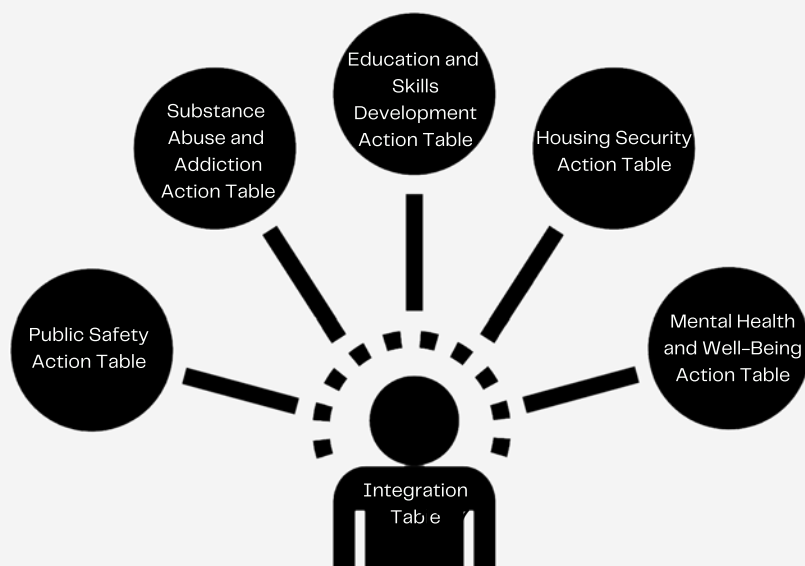 Education and
Skills
Development
Action Table
Substance
Abuse and
Addiction
Action Table
Housing Security
Action Table
Public Safety
Action Table
Mental Health
and Well-Being
Action Table
Integration
Table